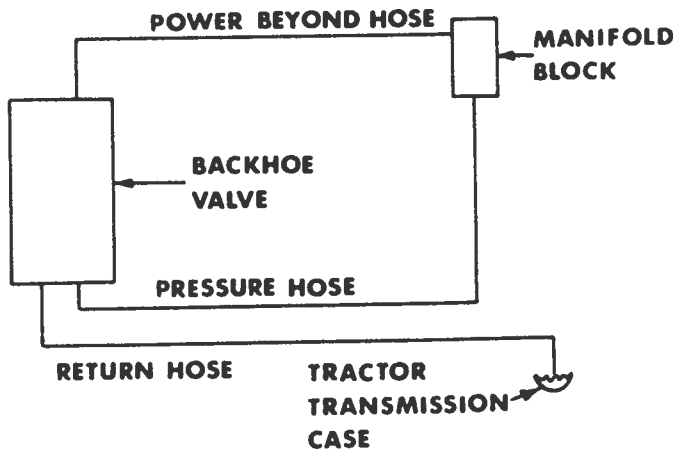 POWER BEYOND HOSE
MANIFOLD
BLOCK
BACKHOE
VALVE
PRESSURE HOSE
RETURN HOSE
TRACTOR
TRANSMISSION
CASE